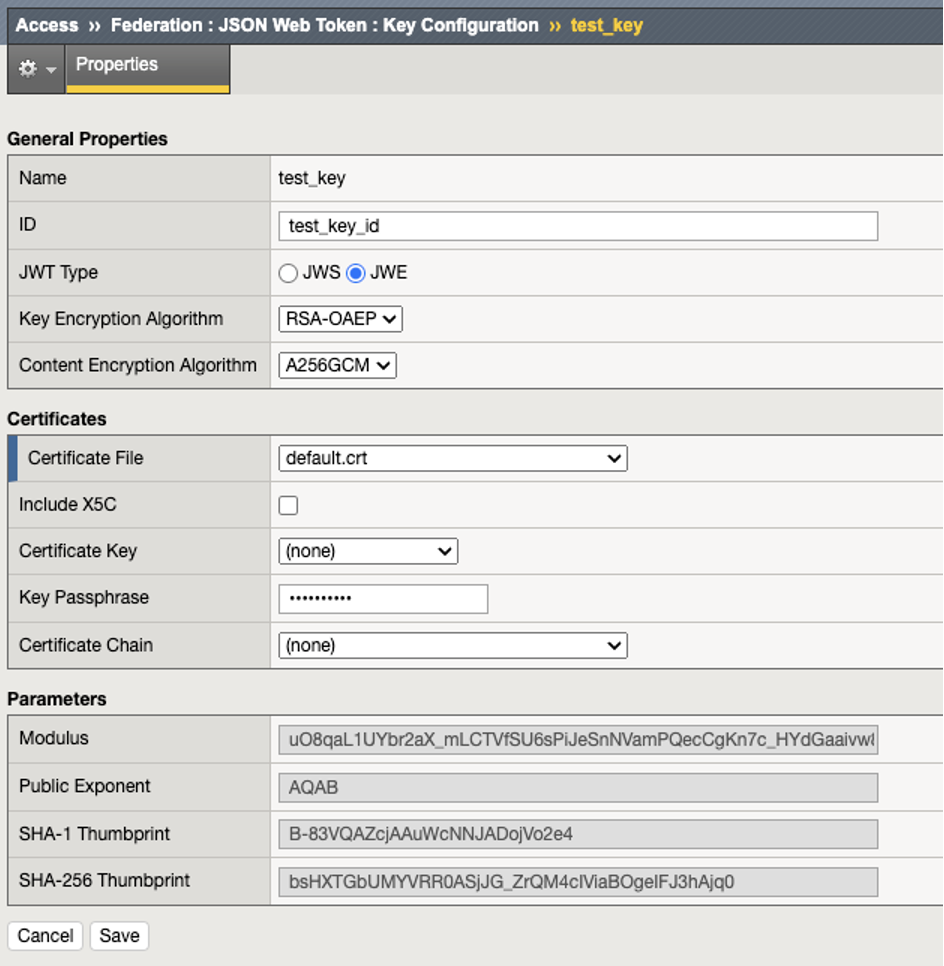 Access » Federation : JSON Web Token : Key Configuration » test_key
Properties
General Properties
Name test_key
ID test_key_id
JWT Type JWS JWE
Key Encryption Algorithm RSA-OAEP
Content Encryption Algorithm A256GCM
Certificates
Certificate File default.crt
Include X5C
Certificate Key (none)
Key Passphrase ••••••••••
Certificate Chain (none)
Parameters
Modulus uO8qaL1UYbr2aX_mLCTVfSU6sPiJeSnNVamPQecCgKn7c_HYdGaaivw8
Public Exponent AQAB
SHA-1 Thumbprint B-83VQAZcjAAuWcNNJADojVo2e4
SHA-256 Thumbprint bsHXTGbUMYVRR0ASjJG_ZrQM4cIViaBOgeIFJ3hAjq0
Cancel Save